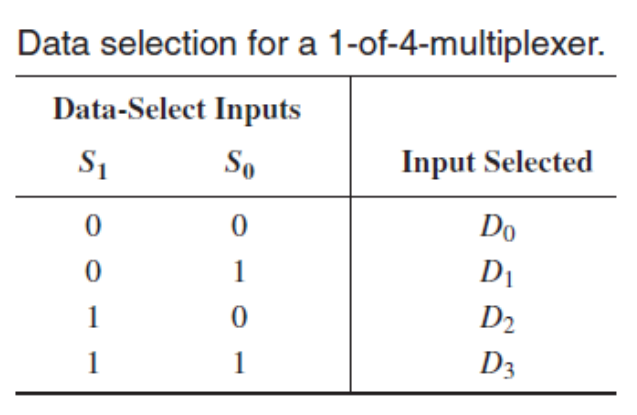 Data selection for a 1-of-4-multiplexer.
Data-Select Inputs
S₁ S₀ Input Selected
0 0 D₀
0 1 D₁
1 0 D₂
1 1 D₃